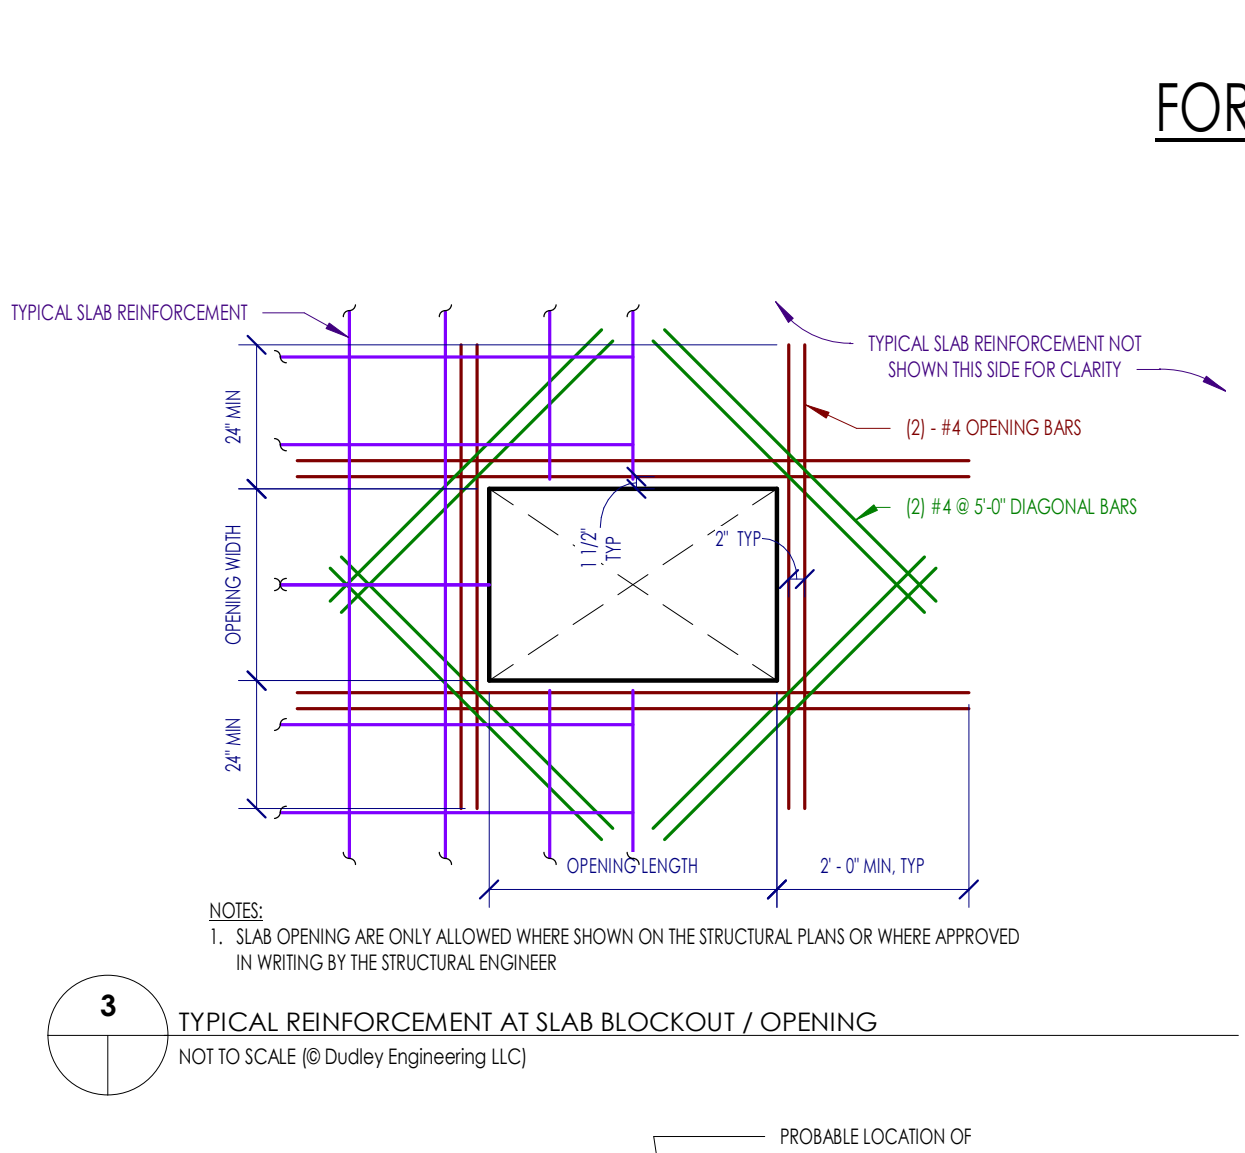 FOR
TYPICAL SLAB REINFORCEMENT
TYPICAL SLAB REINFORCEMENT NOT
SHOWN THIS SIDE FOR CLARITY
24" MIN
(2) - #4 OPENING BARS
(2) #4 @ 5'-0" DIAGONAL BARS
OPENING WIDTH
1 1/2"
TYP
2" TYP
24" MIN
OPENING LENGTH
2' - 0" MIN, TYP
NOTES:
1. SLAB OPENING ARE ONLY ALLOWED WHERE SHOWN ON THE STRUCTURAL PLANS OR WHERE APPROVED
IN WRITING BY THE STRUCTURAL ENGINEER
3
TYPICAL REINFORCEMENT AT SLAB BLOCKOUT / OPENING
NOT TO SCALE (© Dudley Engineering LLC)
PROBABLE LOCATION OF